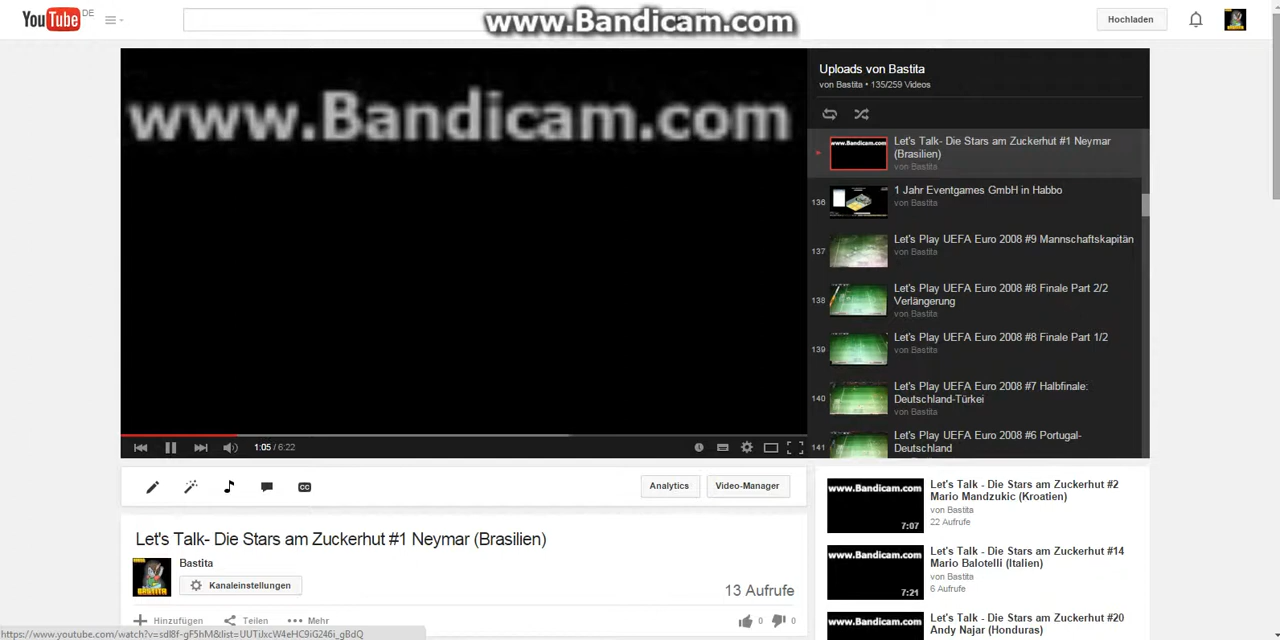 YouTube DE
www.Bandicam.com
Hochladen
www.Bandicam.com
Uploads von Bastita
von Bastita • 135/259 Videos
www.Bandicam.com
Let's Talk- Die Stars am Zuckerhut #1 Neymar
(Brasilien)
von Bastita
136
1 Jahr Eventgames GmbH in Habbo
von Bastita
137
Let's Play UEFA Euro 2008 #9 Mannschaftskapitän
von Bastita
138
Let's Play UEFA Euro 2008 #8 Finale Part 2/2
Verlängerung
von Bastita
139
Let's Play UEFA Euro 2008 #8 Finale Part 1/2
von Bastita
140
Let's Play UEFA Euro 2008 #7 Halbfinale:
Deutschland-Türkei
von Bastita
141
Let's Play UEFA Euro 2008 #6 Portugal-
Deutschland
1:05 / 6:22
CC
Analytics
Video-Manager
Let's Talk- Die Stars am Zuckerhut #1 Neymar (Brasilien)
BASTITA
Bastita
Kanaleinstellungen
13 Aufrufe
Hinzufügen
Teilen
Mehr
0
0
www.Bandicam.com
7:07
Let's Talk - Die Stars am Zuckerhut #2
Mario Mandzukic (Kroatien)
von Bastita
22 Aufrufe
www.Bandicam.com
7:21
Let's Talk - Die Stars am Zuckerhut #14
Mario Balotelli (Italien)
von Bastita
6 Aufrufe
www.Bandicam.com
Let's Talk - Die Stars am Zuckerhut #20
Andy Najar (Honduras)